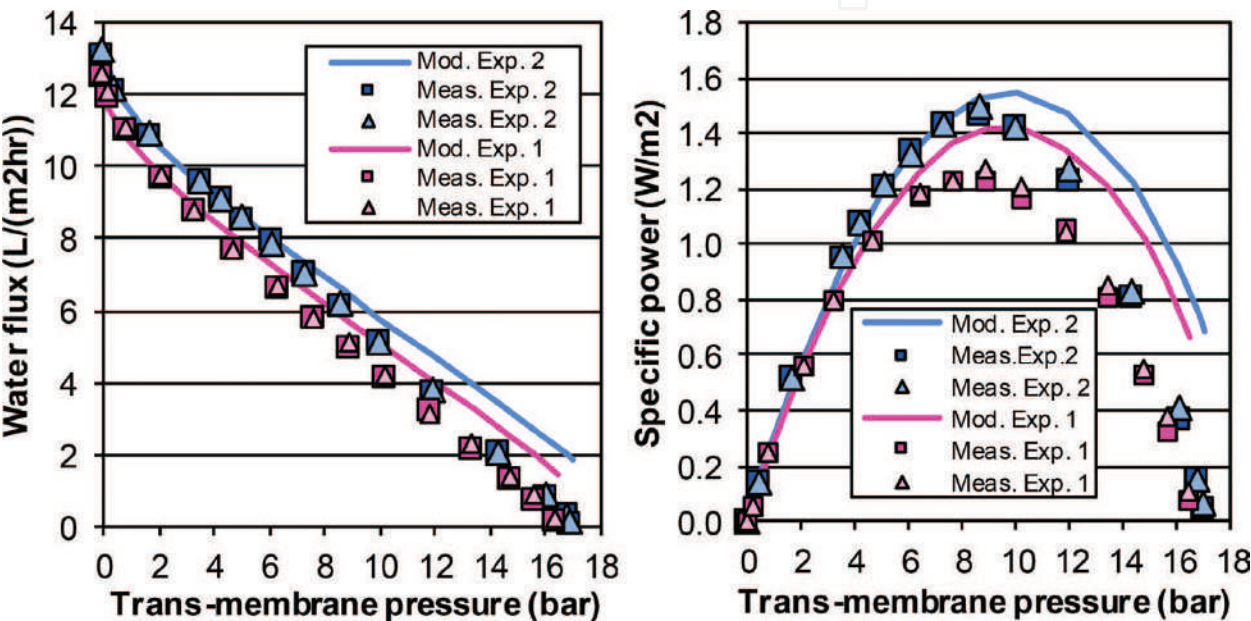 Water flux (L/(m2hr))
14
12
10
8
6
4
2
0
Mod. Exp. 2
Meas. Exp. 2
Meas. Exp. 2
Mod. Exp. 1
Meas. Exp. 1
Meas. Exp. 1
0 2 4 6 8 10 12 14 16 18
Trans-membrane pressure (bar)
Specific power (W/m2)
1.8
1.6
1.4
1.2
1.0
0.8
0.6
0.4
0.2
0.0
Mod. Exp. 2
Meas.Exp.2
Meas. Exp. 2
Mod. Exp. 1
Meas. Exp. 1
Meas. Exp. 1
0 2 4 6 8 10 12 14 16 18
Trans-membrane pressure (bar)